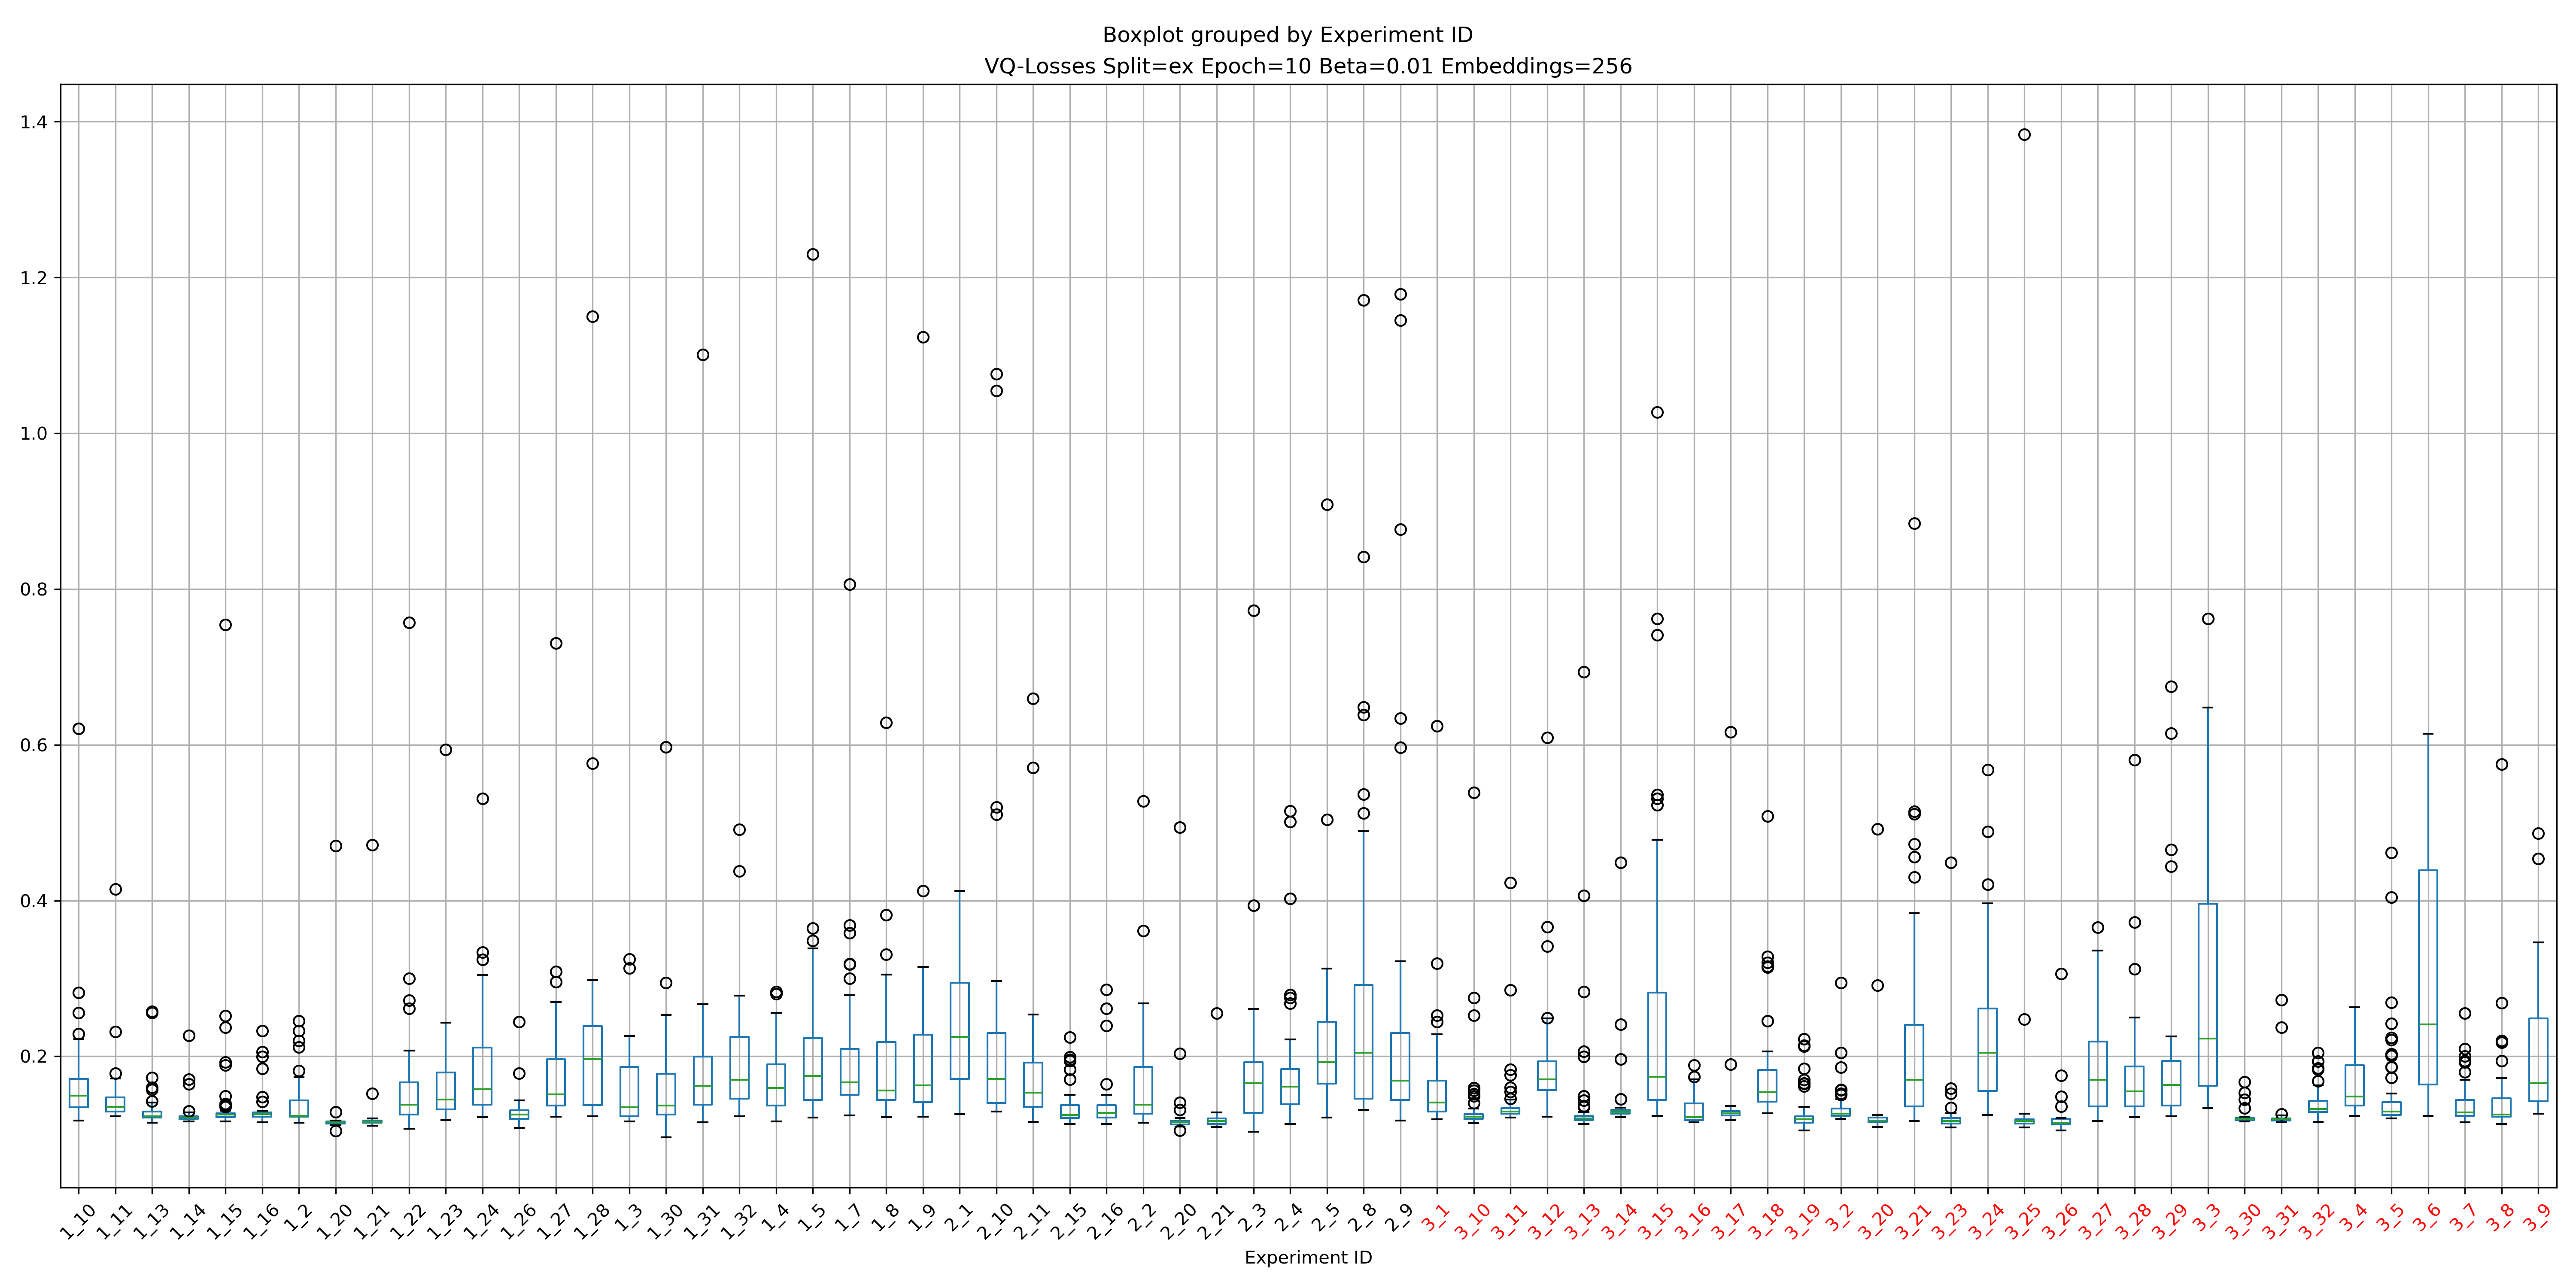 Boxplot grouped by Experiment ID
VQ-Losses Split=ex Epoch=10 Beta=0.01 Embeddings=256
1.4
1.2
1.0
0.8
0.6
0.4
0.2
1_10 1_11 1_13 1_14 1_15 1_16 1_2 1_20 1_21 1_22 1_23 1_24 1_26 1_27 1_28 1_3 1_30 1_31 1_32 1_4 1_5 1_7 1_8 1_9 2_1 2_10 2_11 2_15 2_16 2_2 2_20 2_21 2_3 2_4 2_5 2_8 2_9 3_1 3_10 3_11 3_12 3_13 3_14 3_15 3_16 3_17 3_18 3_19 3_2 3_20 3_21 3_23 3_24 3_25 3_26 3_27 3_28 3_29 3_3 3_30 3_31 3_32 3_4 3_5 3_6 3_7 3_8 3_9
Experiment ID